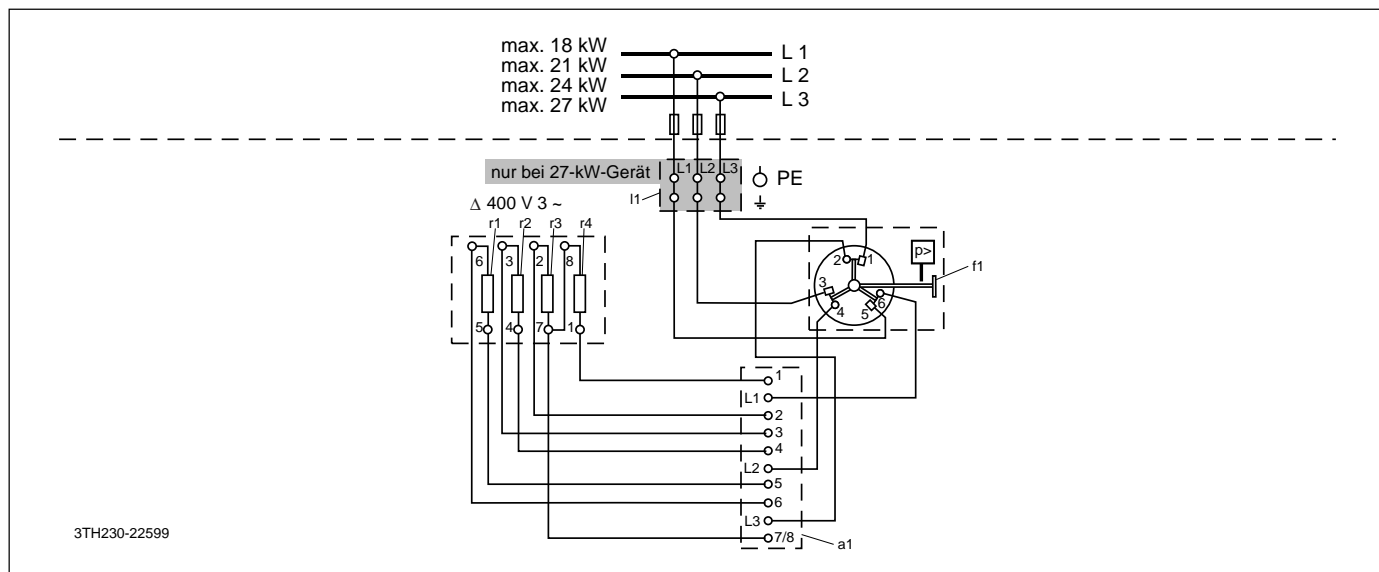 max. 18 kW
max. 21 kW
max. 24 kW
max. 27 kW
L 1
L 2
L 3
nur bei 27-kW-Gerät
L1 L2 L3
PE
l1
Δ 400 V 3 ~
r1 r2 r3 r4
6 3 2 8
5 4 7 1
p>
f1
2 1
3
4
6
5
1
L1
2
3
4
L2
5
6
L3
7/8
a1
3TH230-22599